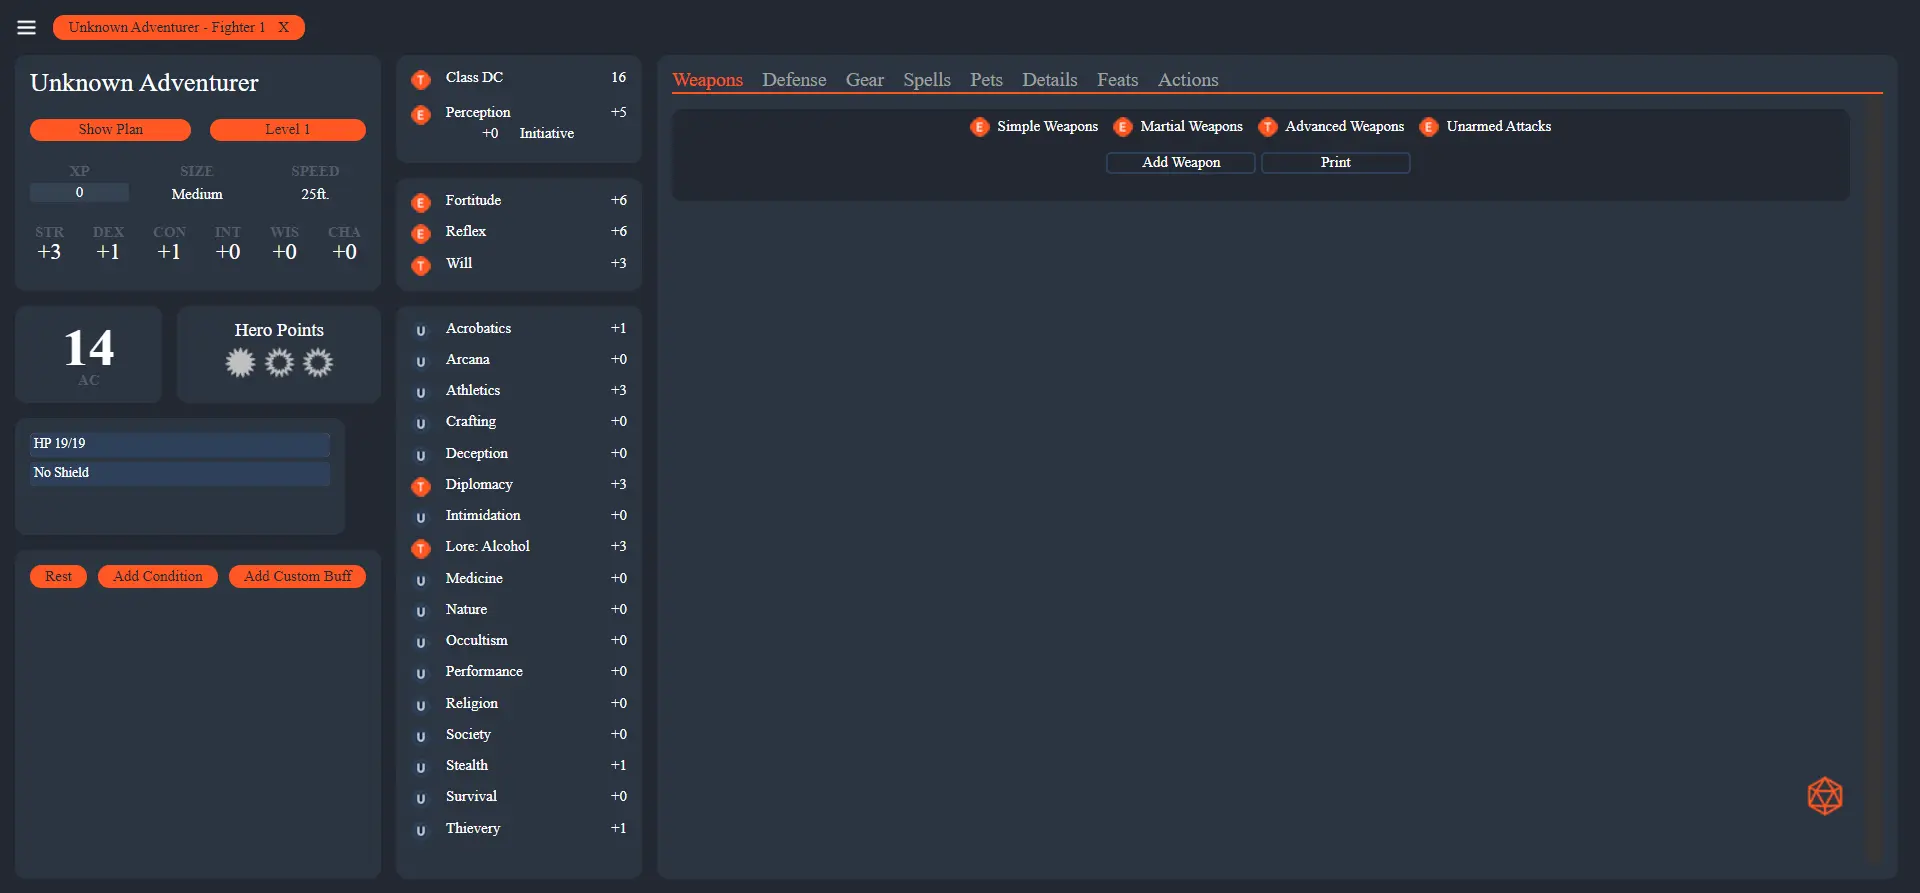 Unknown Adventurer - Fighter 1 X
Unknown Adventurer
Show Plan Level 1
XP SIZE SPEED
0 Medium 25ft.
STR DEX CON INT WIS CHA
+3 +1 +1 +0 +0 +0
14
AC
Hero Points
HP 19/19
No Shield
Rest Add Condition Add Custom Buff
T Class DC 16
E Perception +5
+0 Initiative
E Fortitude +6
E Reflex +6
T Will +3
U Acrobatics +1
U Arcana +0
U Athletics +3
U Crafting +0
U Deception +0
T Diplomacy +3
U Intimidation +0
T Lore: Alcohol +3
U Medicine +0
U Nature +0
U Occultism +0
U Performance +0
U Religion +0
U Society +0
U Stealth +1
U Survival +0
U Thievery +1
Weapons Defense Gear Spells Pets Details Feats Actions
E Simple Weapons E Martial Weapons T Advanced Weapons E Unarmed Attacks
Add Weapon Print